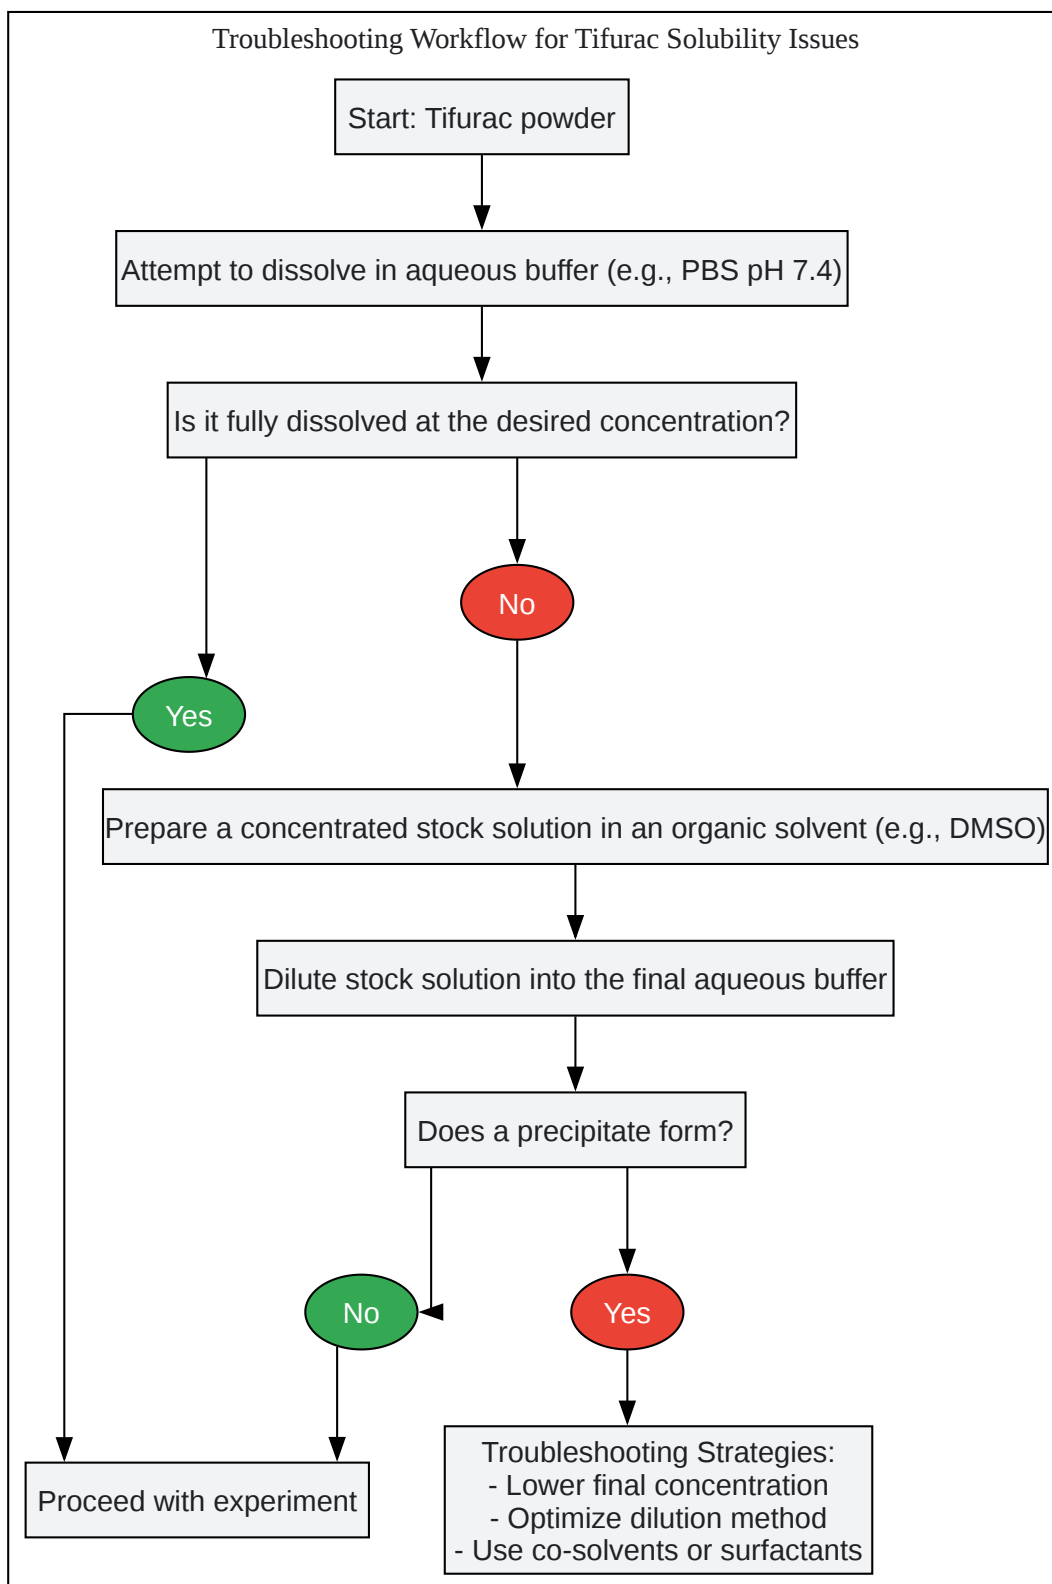 Troubleshooting Workflow for Tifurac Solubility Issues
Start: Tifurac powder
Attempt to dissolve in aqueous buffer (e.g., PBS pH 7.4)
Is it fully dissolved at the desired concentration?
No
Yes
Prepare a concentrated stock solution in an organic solvent (e.g., DMSO)
Dilute stock solution into the final aqueous buffer
Does a precipitate form?
No
Yes
Proceed with experiment
Troubleshooting Strategies:
- Lower final concentration
- Optimize dilution method
- Use co-solvents or surfactants